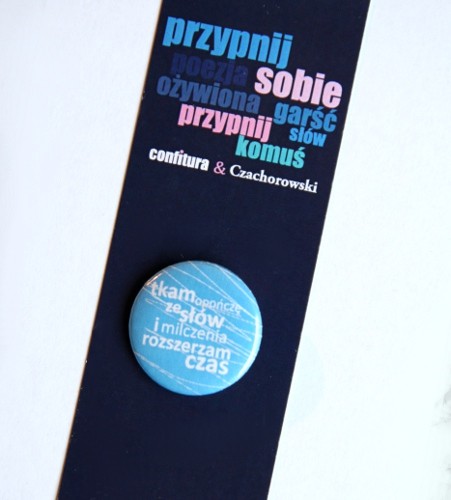 przypnij
poezja sobie
ożywiona garść
przypnij słów
komuś
confitura & Czachorowski
tkam opończę
ze słów
i milczenia
rozszerzam
czas